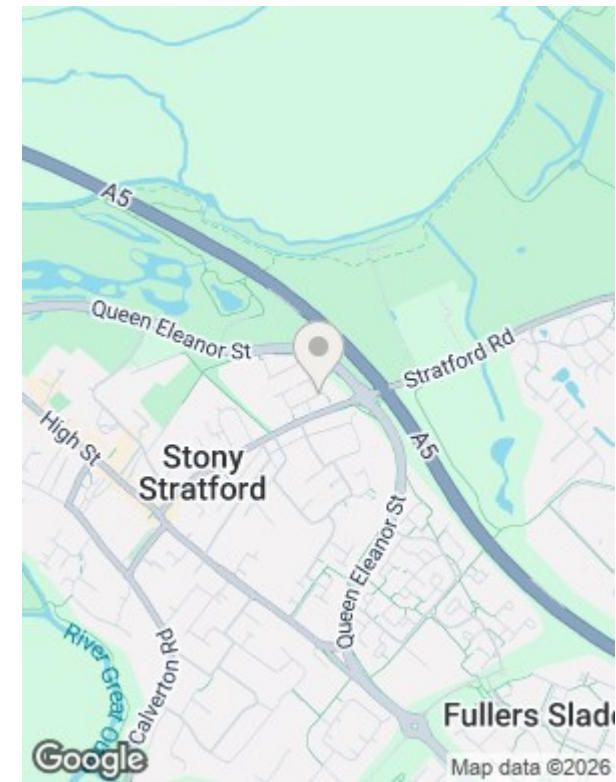 A5
Queen Eleanor St
Stratford Rd
High St
Stony
Stratford
A5
Queen Eleanor St
Calverton Rd
River Great
Fullers Slade
Google
Map data ©2026